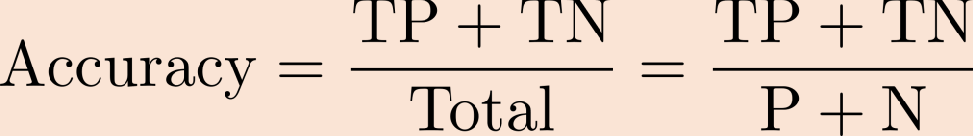 Accuracy = (TP + TN) / Total = (TP + TN) / (P + N)